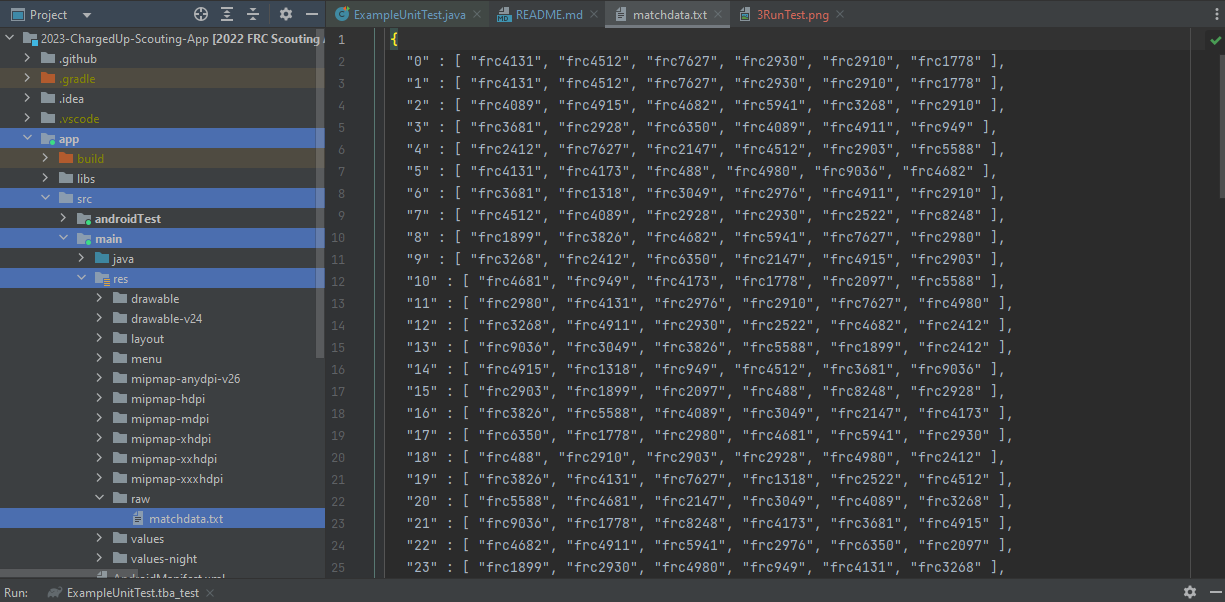 Project
ExampleUnitTest.java
README.md
matchdata.txt
3RunTest.png
2023-ChargedUp-Scouting-App [2022 FRC Scouting
.github
.gradle
.idea
.vscode
app
build
libs
src
androidTest
main
java
res
drawable
drawable-v24
layout
menu
mipmap-anydpi-v26
mipmap-hdpi
mipmap-mdpi
mipmap-xhdpi
mipmap-xxhdpi
mipmap-xxxhdpi
raw
matchdata.txt
values
values-night
AndroidManifest.xml
1 {
2 "0" : [ "frc4131", "frc4512", "frc7627", "frc2930", "frc2910", "frc1778" ],
3 "1" : [ "frc4131", "frc4512", "frc7627", "frc2930", "frc2910", "frc1778" ],
4 "2" : [ "frc4089", "frc4915", "frc4682", "frc5941", "frc3268", "frc2910" ],
5 "3" : [ "frc3681", "frc2928", "frc6350", "frc4089", "frc4911", "frc949" ],
6 "4" : [ "frc2412", "frc7627", "frc2147", "frc4512", "frc2903", "frc5588" ],
7 "5" : [ "frc4131", "frc4173", "frc488", "frc4980", "frc9036", "frc4682" ],
8 "6" : [ "frc3681", "frc1318", "frc3049", "frc2976", "frc4911", "frc2910" ],
9 "7" : [ "frc4512", "frc4089", "frc2928", "frc2930", "frc2522", "frc8248" ],
10 "8" : [ "frc1899", "frc3826", "frc4682", "frc5941", "frc7627", "frc2980" ],
11 "9" : [ "frc3268", "frc2412", "frc6350", "frc2147", "frc4915", "frc2903" ],
12 "10" : [ "frc4681", "frc949", "frc4173", "frc1778", "frc2097", "frc5588" ],
13 "11" : [ "frc2980", "frc4131", "frc2976", "frc2910", "frc7627", "frc4980" ],
14 "12" : [ "frc3268", "frc4911", "frc2930", "frc2522", "frc4682", "frc2412" ],
15 "13" : [ "frc9036", "frc3049", "frc3826", "frc5588", "frc1899", "frc2412" ],
16 "14" : [ "frc4915", "frc1318", "frc949", "frc4512", "frc3681", "frc9036" ],
17 "15" : [ "frc2903", "frc1899", "frc2097", "frc488", "frc8248", "frc2928" ],
18 "16" : [ "frc3826", "frc5588", "frc4089", "frc3049", "frc2147", "frc4173" ],
19 "17" : [ "frc6350", "frc1778", "frc2980", "frc4681", "frc5941", "frc2930" ],
20 "18" : [ "frc488", "frc2910", "frc2903", "frc2928", "frc4980", "frc2412" ],
21 "19" : [ "frc3826", "frc4131", "frc7627", "frc1318", "frc2522", "frc4512" ],
22 "20" : [ "frc5588", "frc4681", "frc2147", "frc3049", "frc4089", "frc3268" ],
23 "21" : [ "frc9036", "frc1778", "frc8248", "frc4173", "frc3681", "frc4915" ],
24 "22" : [ "frc4682", "frc4911", "frc5941", "frc2976", "frc6350", "frc2097" ],
25 "23" : [ "frc1899", "frc2930", "frc4980", "frc949", "frc4131", "frc3268" ],
Run: ExampleUnitTest.tba_test